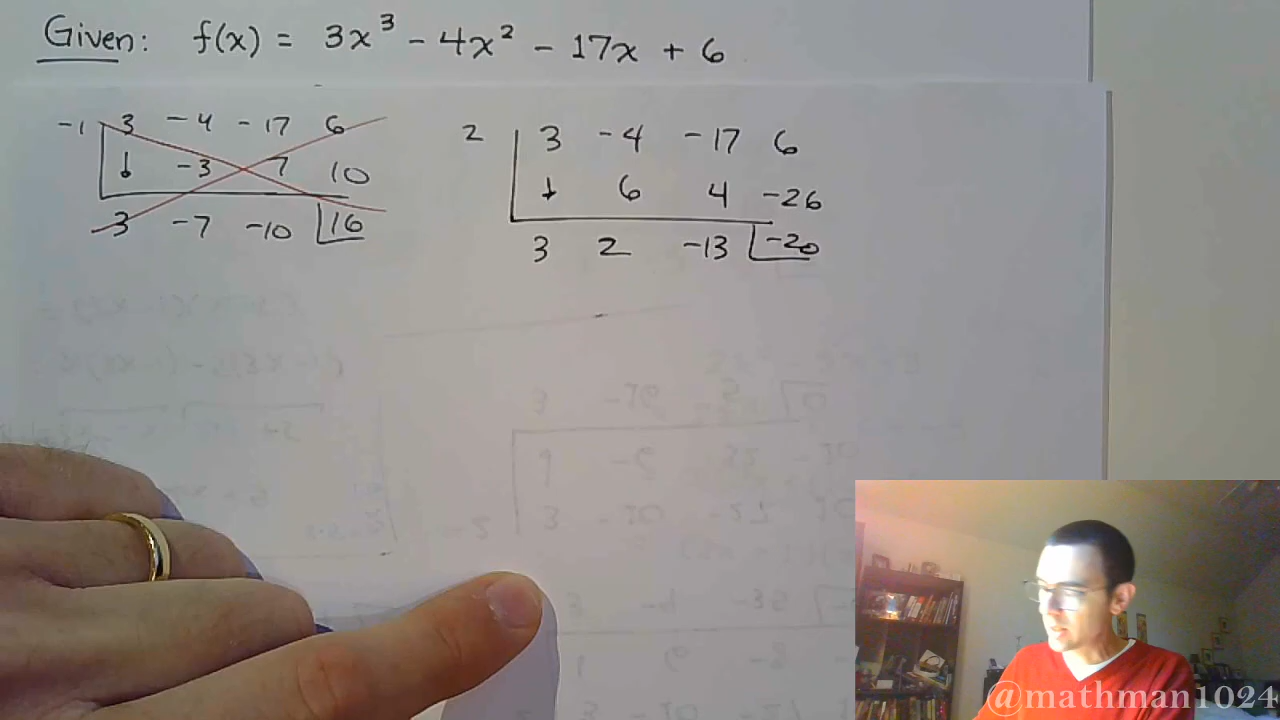 Given: f(x) = 3x³ - 4x² - 17x + 6
-1 3 -4 -17 6
↓ -3 7 10
3 -7 -10 16
2 3 -4 -17 6
↓ 6 4 -26
3 2 -13 -20
@mathman1024